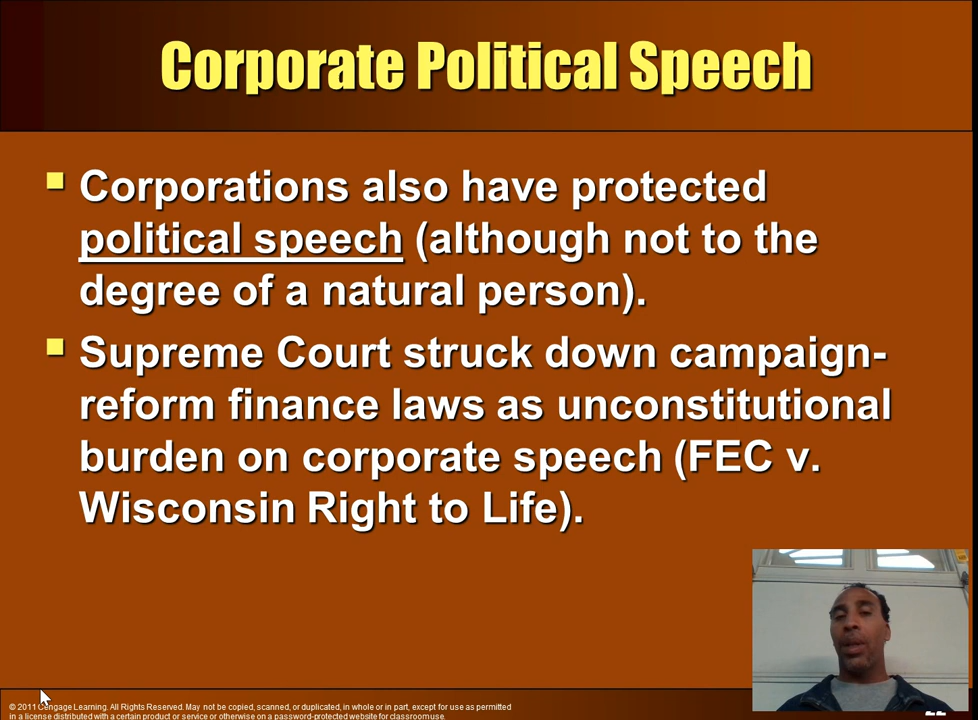 Corporate Political Speech
Corporations also have protected
political speech (although not to the
degree of a natural person).
Supreme Court struck down campaign-
reform finance laws as unconstitutional
burden on corporate speech (FEC v.
Wisconsin Right to Life).
© 2011 Cengage Learning. All Rights Reserved. May not be copied, scanned, or duplicated, in whole or in part, except for use as permitted
in a license distributed with a certain product or service or otherwise on a password-protected website for classroom use.